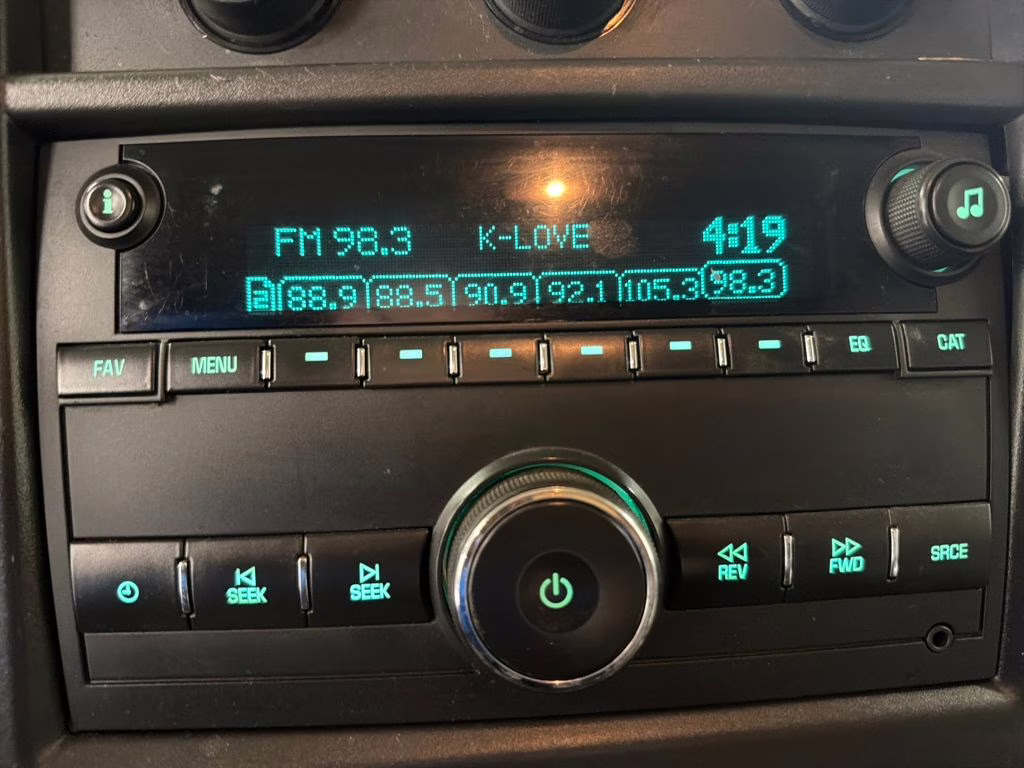 i
FM 98.3 K-LOVE 4:19
2 88.9 88.5 90.9 92.1 105.3 98.3
FAV MENU EQ CAT
SEEK SEEK REV FWD SRCE